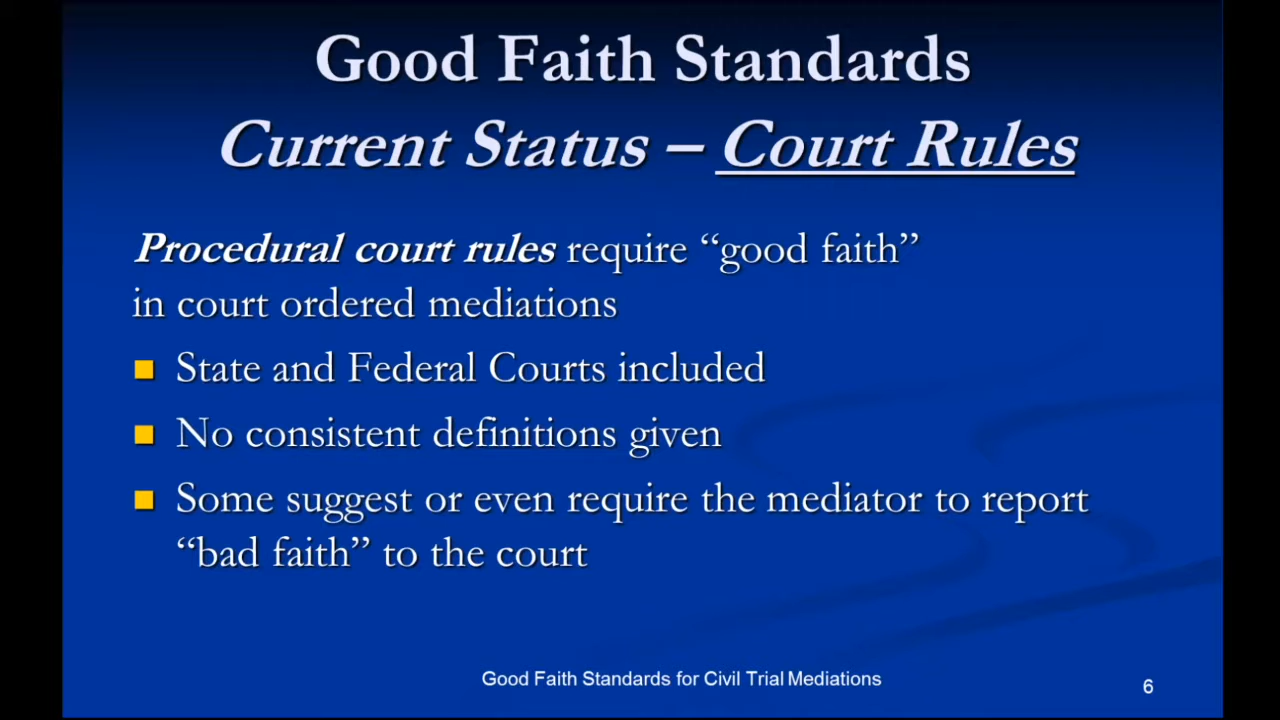 Good Faith Standards
Current Status – Court Rules
Procedural court rules require “good faith”
in court ordered mediations
State and Federal Courts included
No consistent definitions given
Some suggest or even require the mediator to report
“bad faith” to the court
Good Faith Standards for Civil Trial Mediations
6